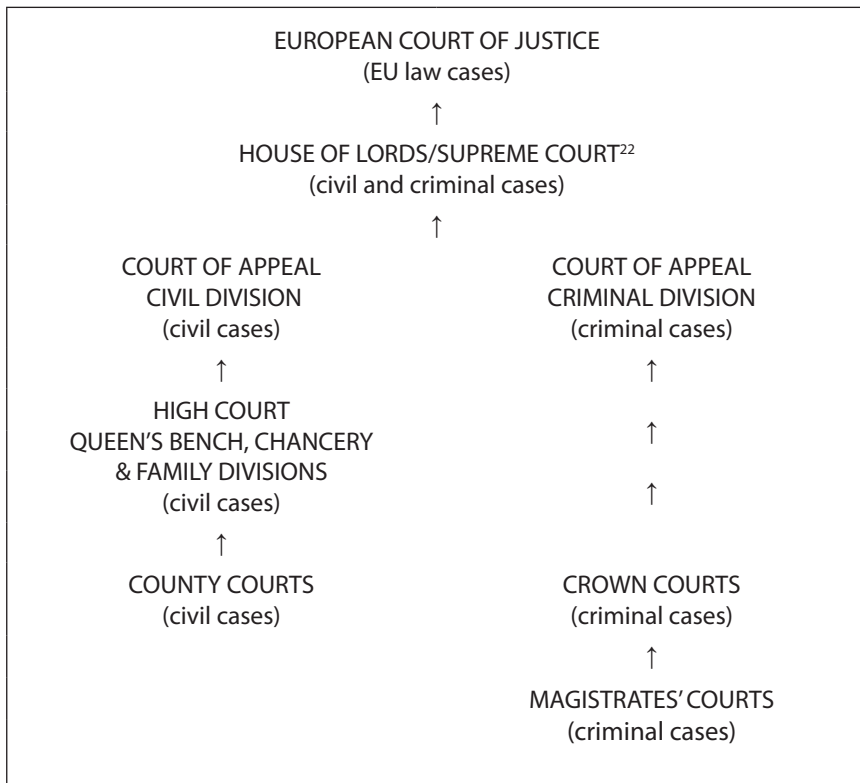 EUROPEAN COURT OF JUSTICE
(EU law cases)
↑
HOUSE OF LORDS/SUPREME COURT²²
(civil and criminal cases)
↑
COURT OF APPEAL
CIVIL DIVISION
(civil cases)
↑
HIGH COURT
QUEEN'S BENCH, CHANCERY
& FAMILY DIVISIONS
(civil cases)
↑
COUNTY COURTS
(civil cases)
COURT OF APPEAL
CRIMINAL DIVISION
(criminal cases)
↑
↑
↑
CROWN COURTS
(criminal cases)
↑
MAGISTRATES' COURTS
(criminal cases)